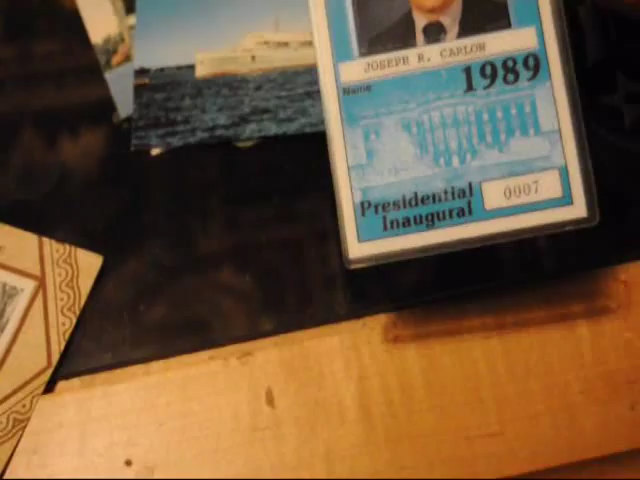 JOSEPH R. CARLON
1989
Name
Presidential
Inaugural
0007